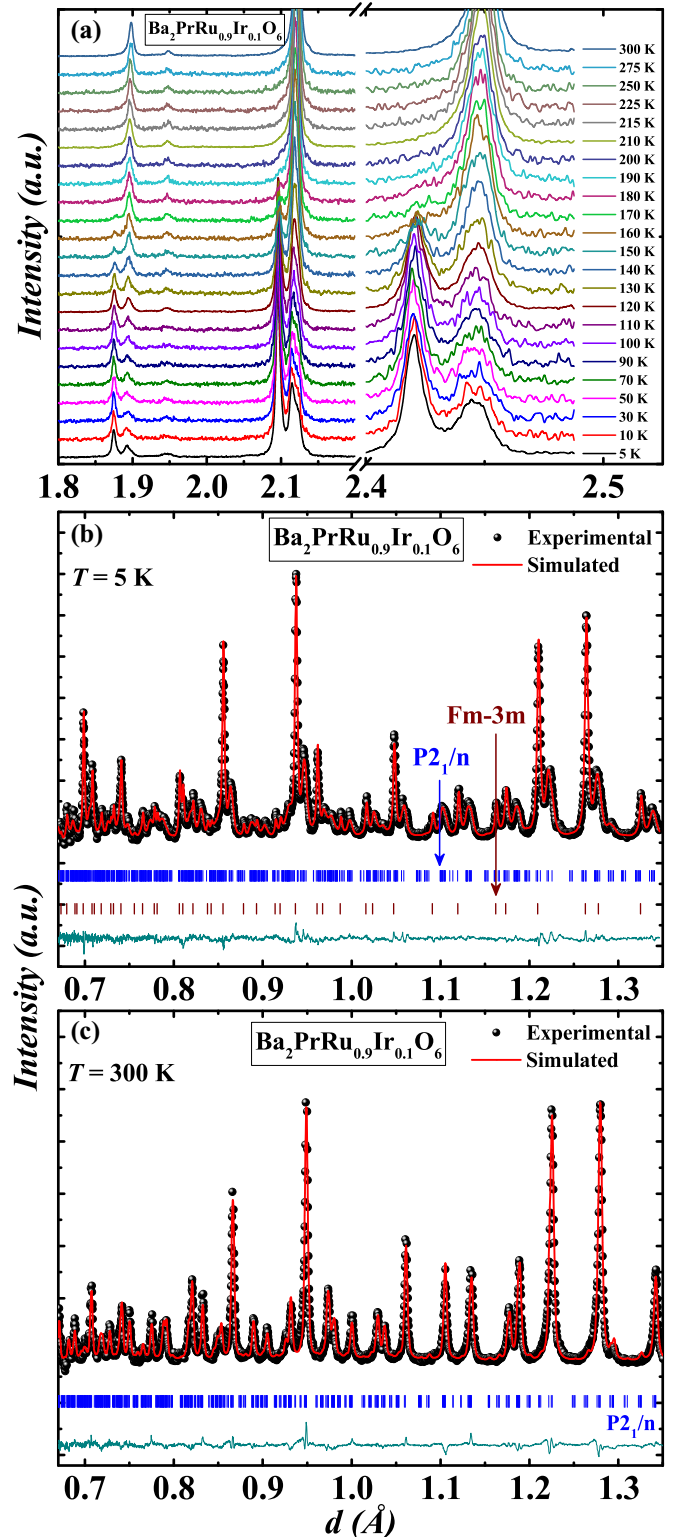 (a)
Ba₂PrRu₀.₉Ir₀.₁O₆
Intensity (a.u.)
300 K
275 K
250 K
225 K
215 K
210 K
200 K
190 K
180 K
170 K
160 K
150 K
140 K
130 K
120 K
110 K
100 K
90 K
70 K
50 K
30 K
10 K
5 K
1.8 1.9 2.0 2.1 2.4 2.5
(b)
Ba₂PrRu₀.₉Ir₀.₁O₆
Experimental
Simulated
T = 5 K
Fm-3m
P2₁/n
0.7 0.8 0.9 1.0 1.1 1.2 1.3
Intensity (a.u.)
(c)
Ba₂PrRu₀.₉Ir₀.₁O₆
Experimental
Simulated
T = 300 K
P2₁/n
0.7 0.8 0.9 1.0 1.1 1.2 1.3
d (Å)